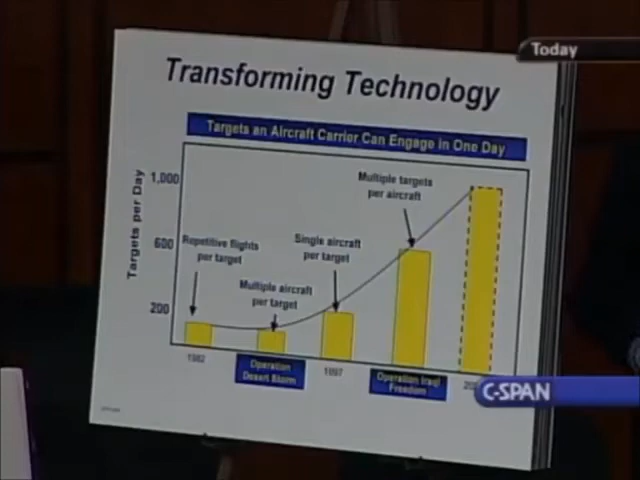 Today
Transforming Technology
Targets an Aircraft Carrier Can Engage in One Day
Targets per Day
1,000
600
200
Repetitive flights
per target
Multiple aircraft
per target
Single aircraft
per target
Multiple targets
per aircraft
1982
Operation
Desert Storm
1997
Operation Iraqi
Freedom
C-SPAN